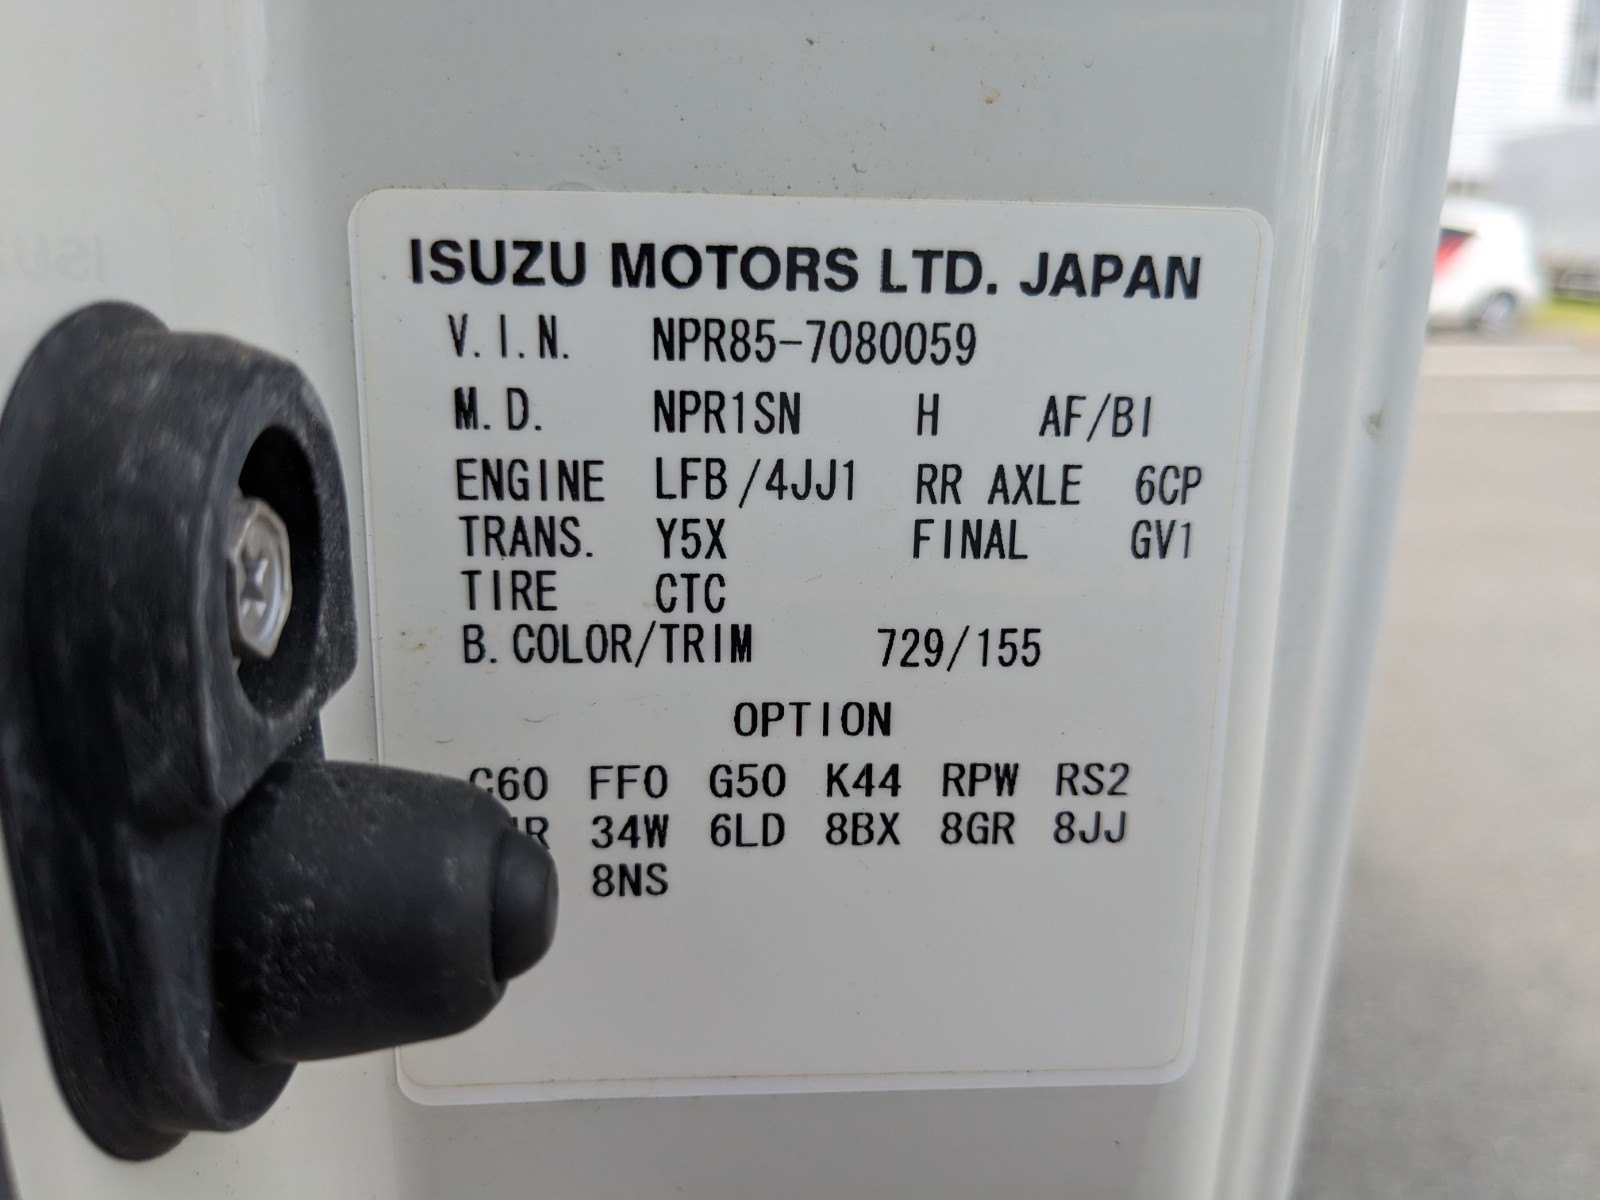 ISUZU MOTORS LTD. JAPAN
V.I.N. NPR85-7080059
M.D. NPR1SN H AF/BI
ENGINE LFB/4JJ1 RR AXLE 6CP
TRANS. Y5X FINAL GV1
TIRE CTC
B.COLOR/TRIM 729/155
OPTION
FF0 G50 K44 RPW RS2
34W 6LD 8BX 8GR 8JJ
8NS